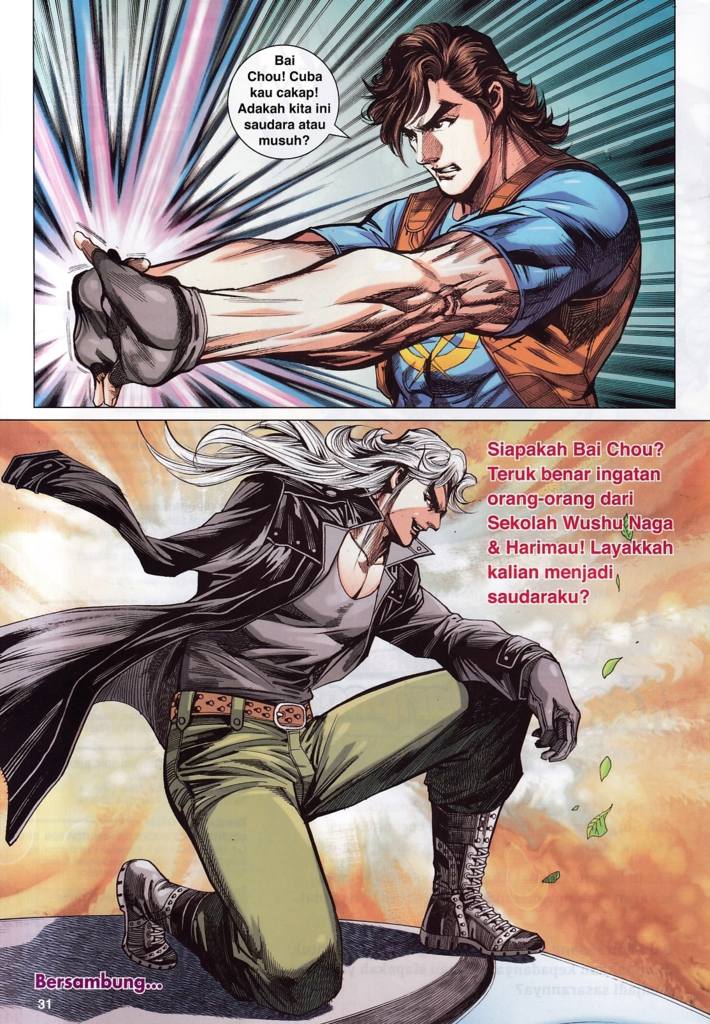 Bai
Chou! Cuba
kau cakap!
Adakah kita ini
saudara atau
musuh?
Siapakah Bai Chou?
Teruk benar ingatan
orang-orang dari
Sekolah Wushu Naga
& Harimau! Layakkah
kalian menjadi
saudaraku?
Bersambung...
31